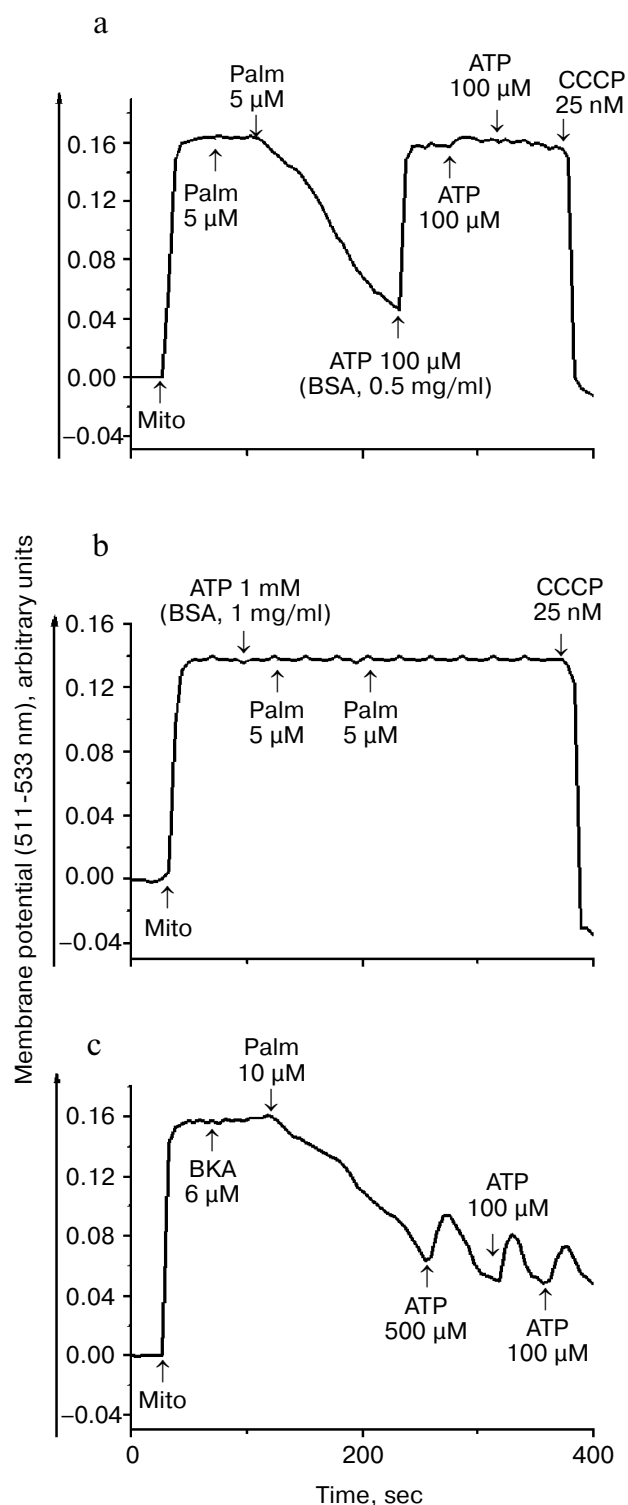 a
Palm
5 µM
ATP
100 µM
CCCP
25 nM
0.16
Palm
5 µM
ATP
100 µM
0.12
0.08
0.04
ATP 100 µM
(BSA, 0.5 mg/ml)
0.00
Mito
−0.04
b
ATP 1 mM
(BSA, 1 mg/ml)
CCCP
25 nM
0.16
0.12
Palm
5 µM
Palm
5 µM
0.08
0.04
0.00
Mito
−0.04
Membrane potential (511-533 nm), arbitrary units
c
Palm
10 µM
0.16
BKA
6 µM
0.12
ATP
100 µM
0.08
0.04
ATP
500 µM
ATP
100 µM
0.00
Mito
−0.04
0
200
400
Time, sec